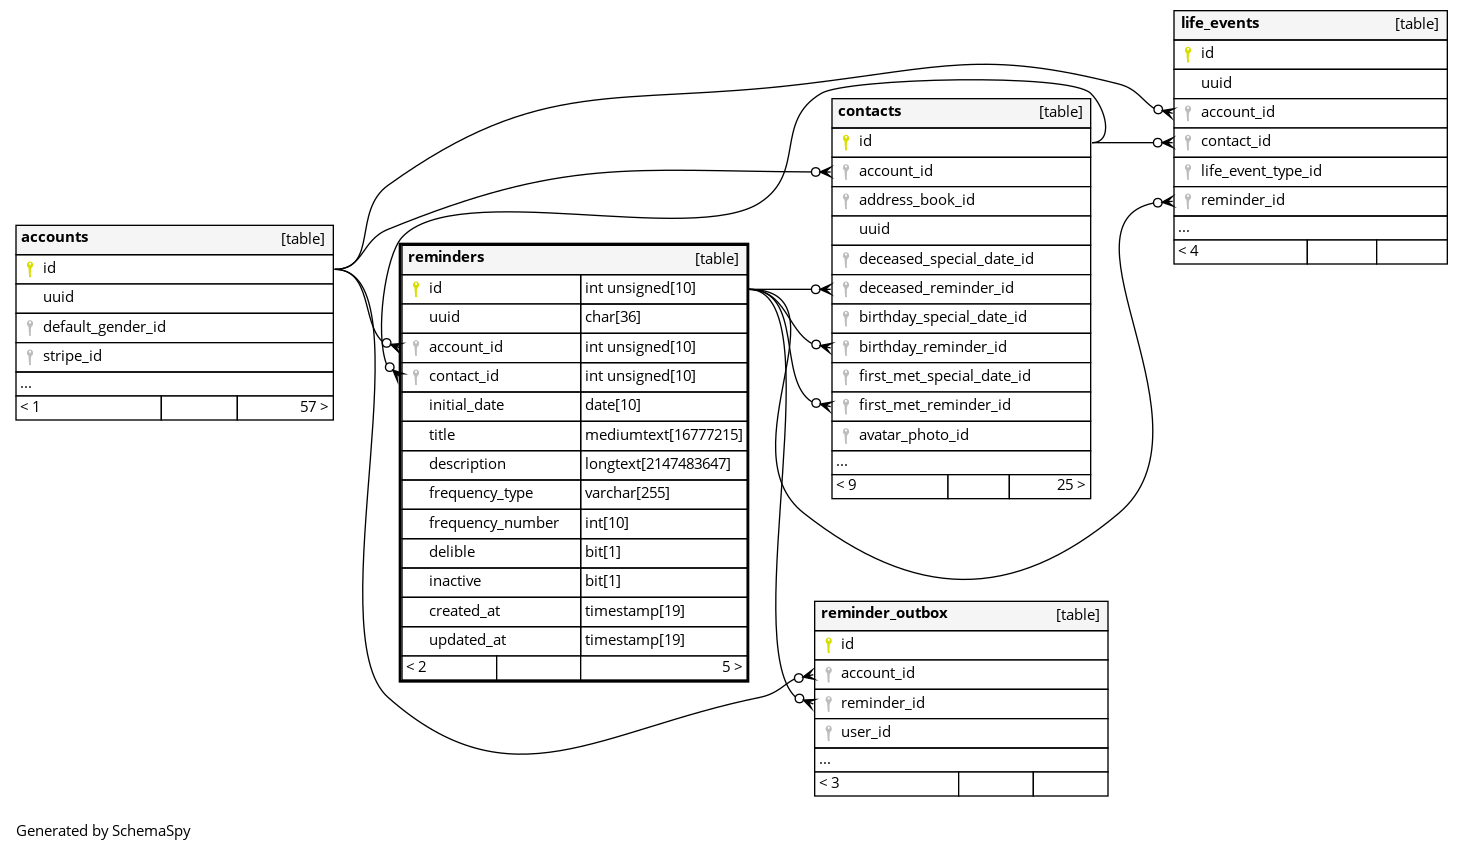 life_events [table]
id
uuid
account_id
contact_id
life_event_type_id
reminder_id
...
< 4
contacts [table]
id
account_id
address_book_id
uuid
deceased_special_date_id
deceased_reminder_id
birthday_special_date_id
birthday_reminder_id
first_met_special_date_id
first_met_reminder_id
avatar_photo_id
...
< 9 25 >
accounts [table]
id
uuid
default_gender_id
stripe_id
...
< 1 57 >
reminders [table]
id int unsigned[10]
uuid char[36]
account_id int unsigned[10]
contact_id int unsigned[10]
initial_date date[10]
title mediumtext[16777215]
description longtext[2147483647]
frequency_type varchar[255]
frequency_number int[10]
delible bit[1]
inactive bit[1]
created_at timestamp[19]
updated_at timestamp[19]
< 2 5 >
reminder_outbox [table]
id
account_id
reminder_id
user_id
...
< 3
Generated by SchemaSpy